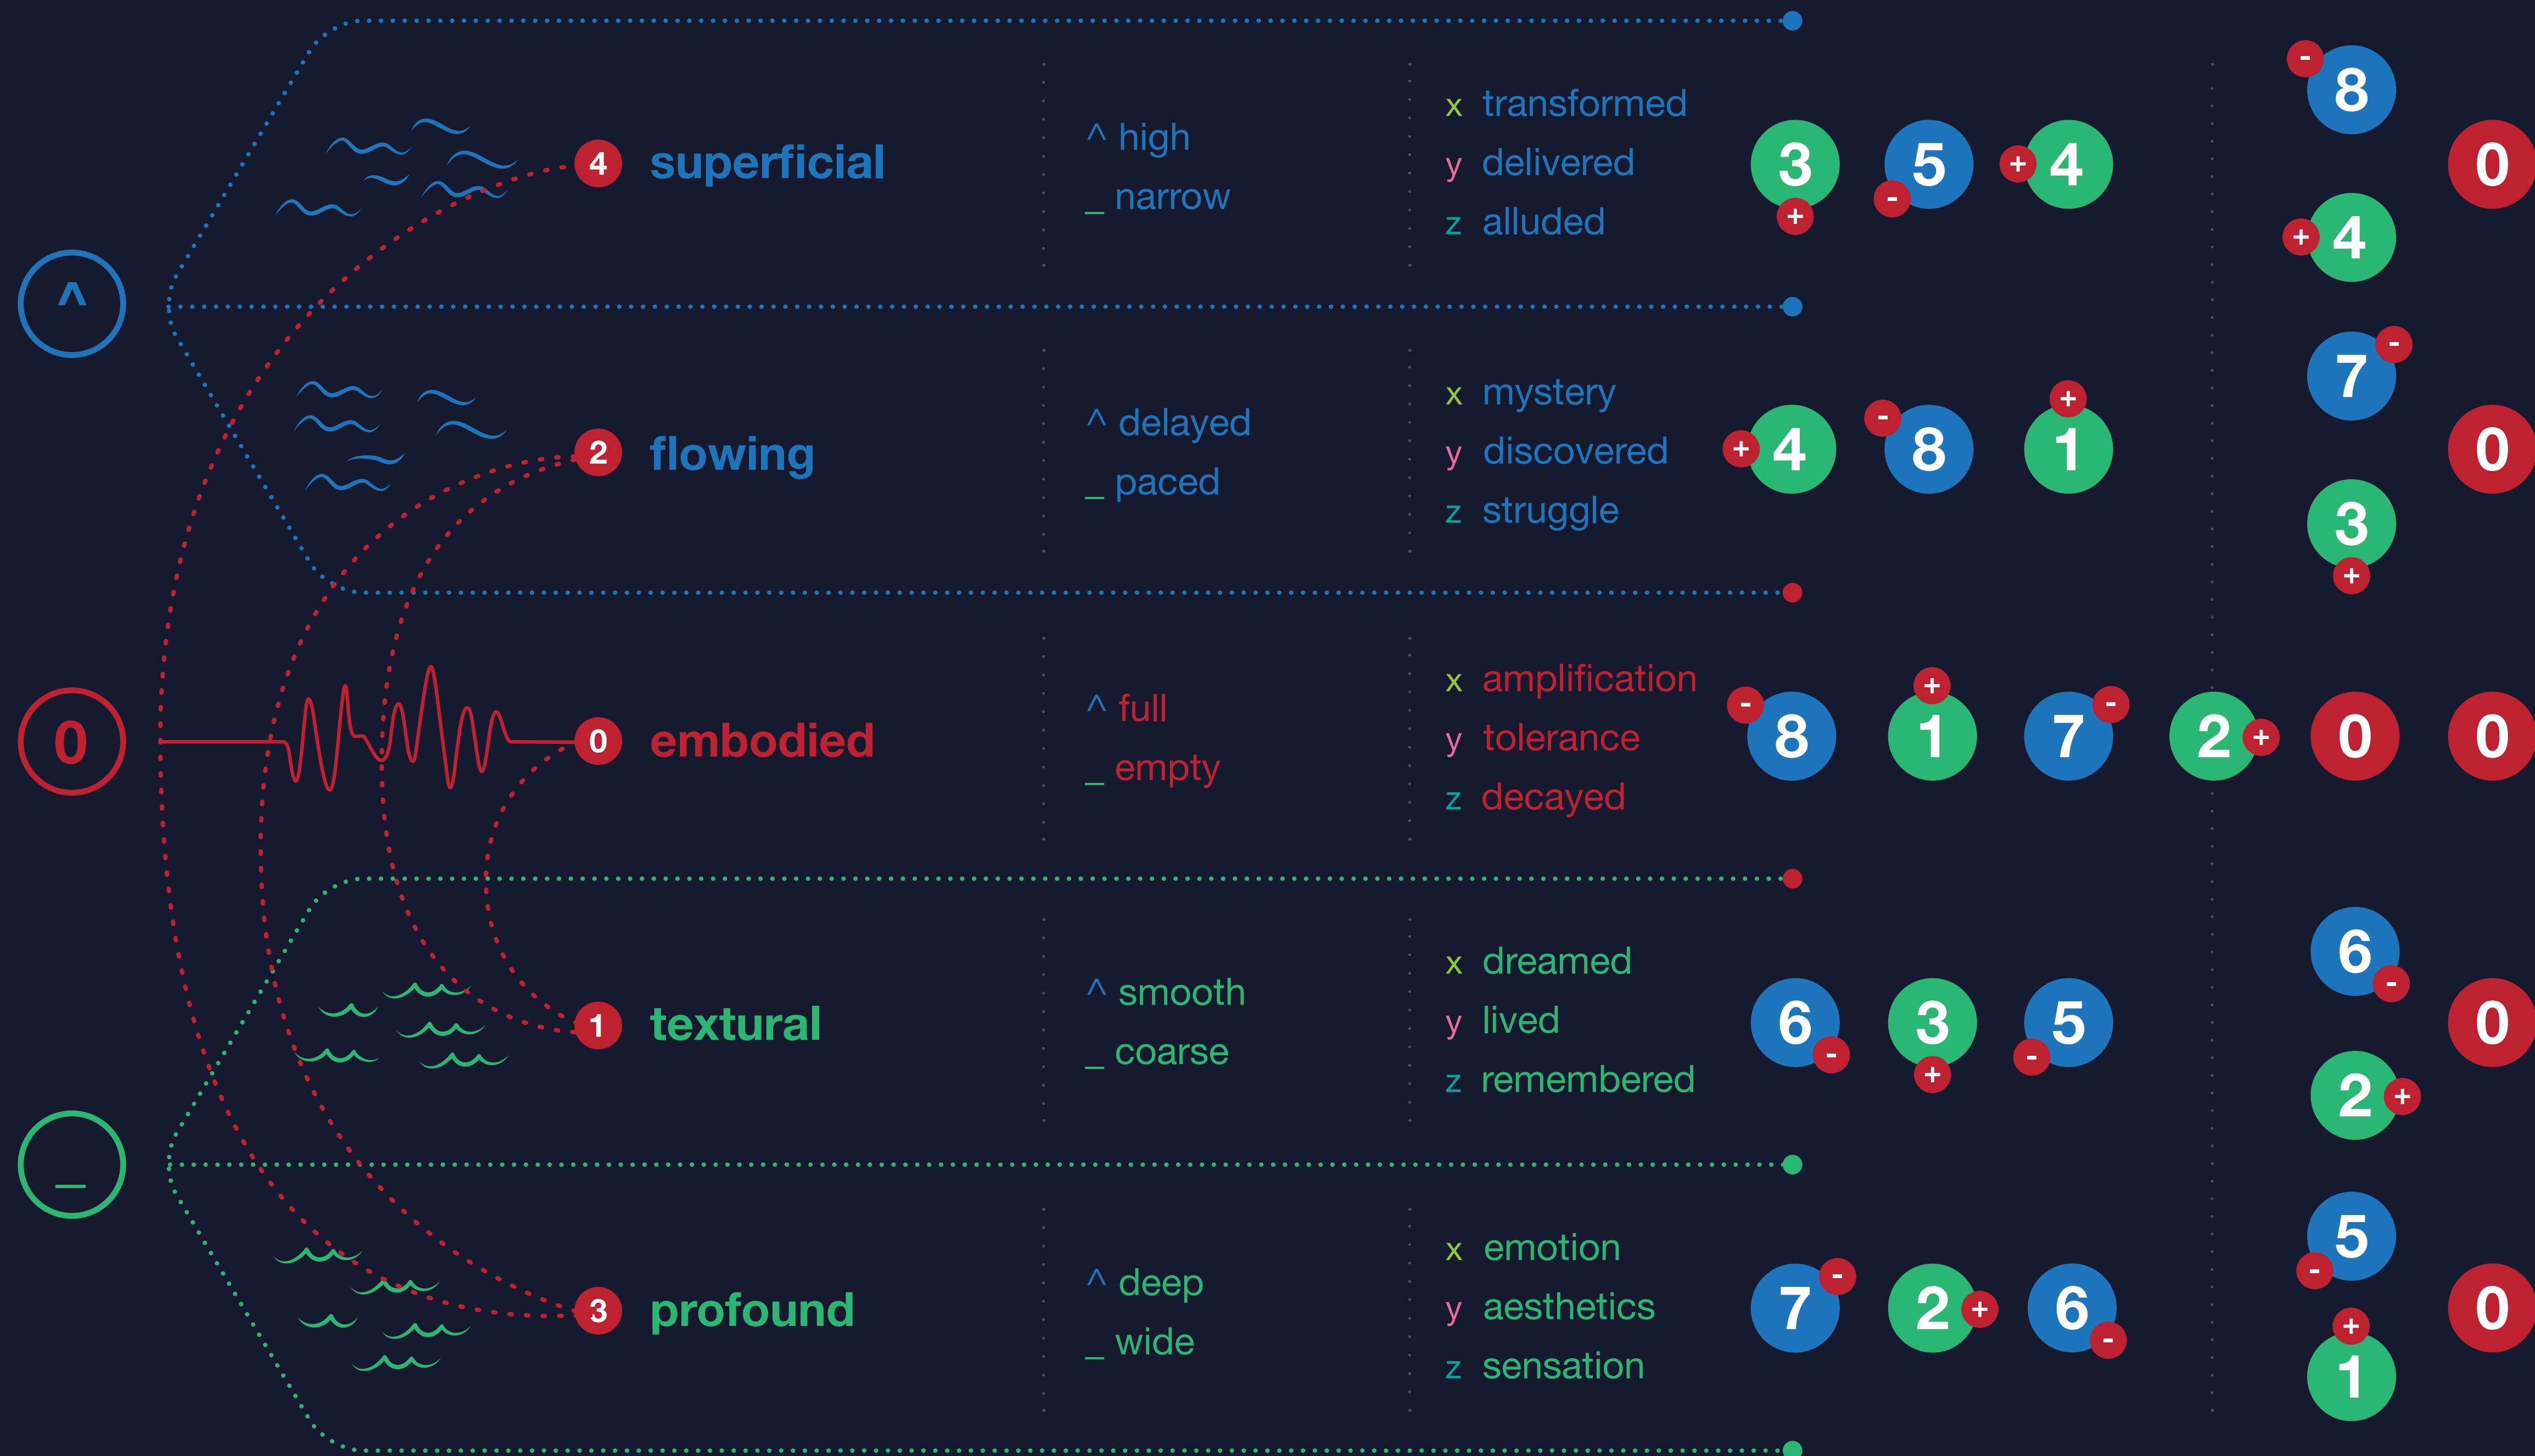 ^
4 superficial
^ high
_ narrow
x transformed
y delivered
z alluded
3 +
5 -
+ 4
- 8
+ 4
0
2 flowing
^ delayed
_ paced
x mystery
y discovered
z struggle
+ 4
- 8
+ 1
7 -
3 +
0
0
0 embodied
^ full
_ empty
x amplification
y tolerance
z decayed
- 8
+ 1
7 -
2 +
0
0
_
1 textural
^ smooth
_ coarse
x dreamed
y lived
z remembered
6 -
3 +
5 -
6 -
2 +
0
3 profound
^ deep
_ wide
x emotion
y aesthetics
z sensation
7 -
2 +
6 -
5 -
+ 1
0